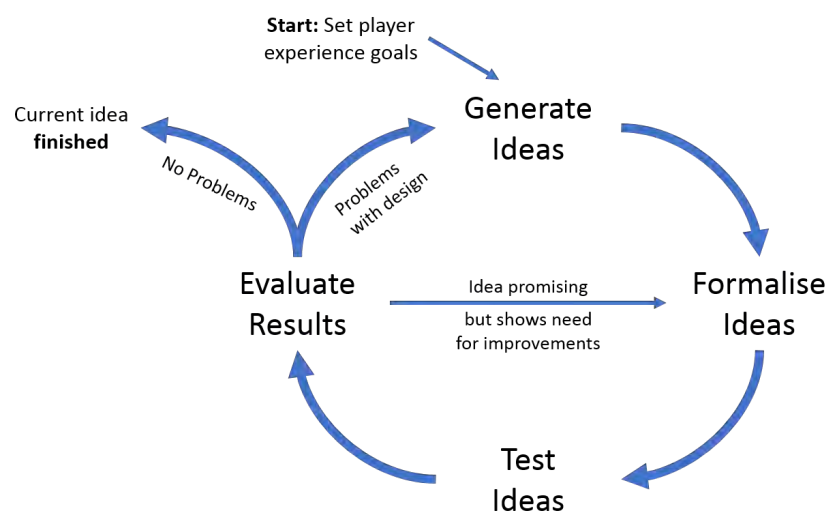 Start: Set player
experience goals
Generate
Ideas
Current idea
finished
No Problems
Problems
with design
Evaluate
Results
Idea promising
but shows need
for improvements
Formalise
Ideas
Test
Ideas